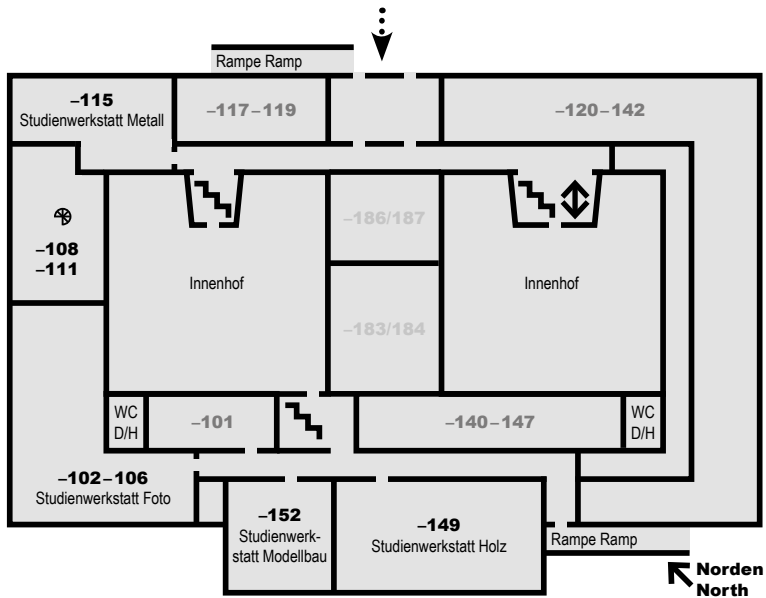 Rampe Ramp
–115
Studienwerkstatt Metall
–117–119
–120–142
–186/187
–108
–111
Innenhof
Innenhof
–183/184
WC
D/H
–101
–140–147
WC
D/H
–102–106
Studienwerkstatt Foto
–152
Studienwerk-
statt Modellbau
–149
Studienwerkstatt Holz
Rampe Ramp
Norden
North